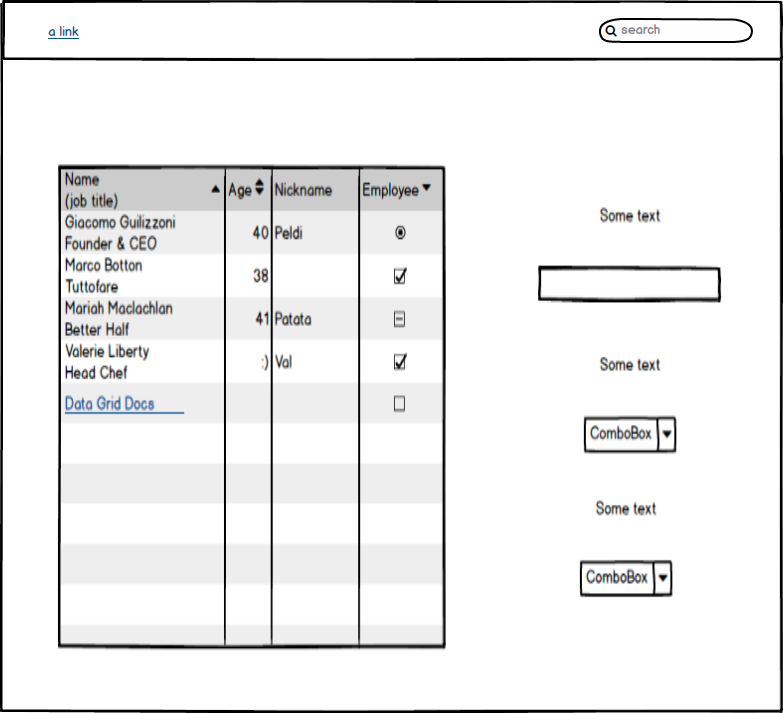 a link
search
Name
(job title)
Age
Nickname
Employee
Giacomo Guilizzoni
Founder & CEO
40
Peldi
Marco Botton
Tuttofare
38
Mariah Maclachlan
Better Half
41
Patata
Valerie Liberty
Head Chef
:)
Val
Data Grid Docs
Some text
Some text
ComboBox
Some text
ComboBox